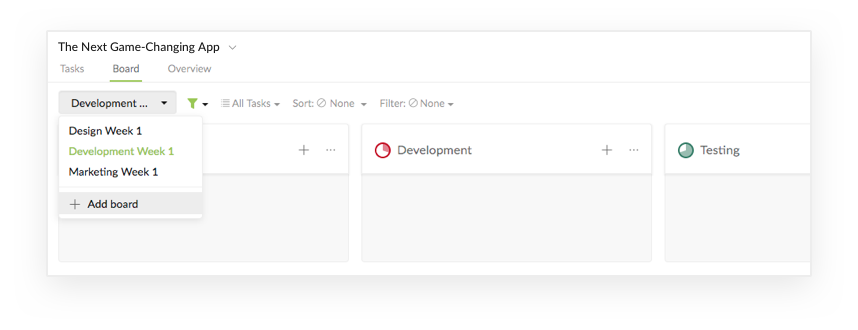 The Next Game-Changing App
Tasks Board Overview
Development ... All Tasks Sort: None Filter: None
Design Week 1
Development Week 1
Marketing Week 1
Add board
Development
Testing